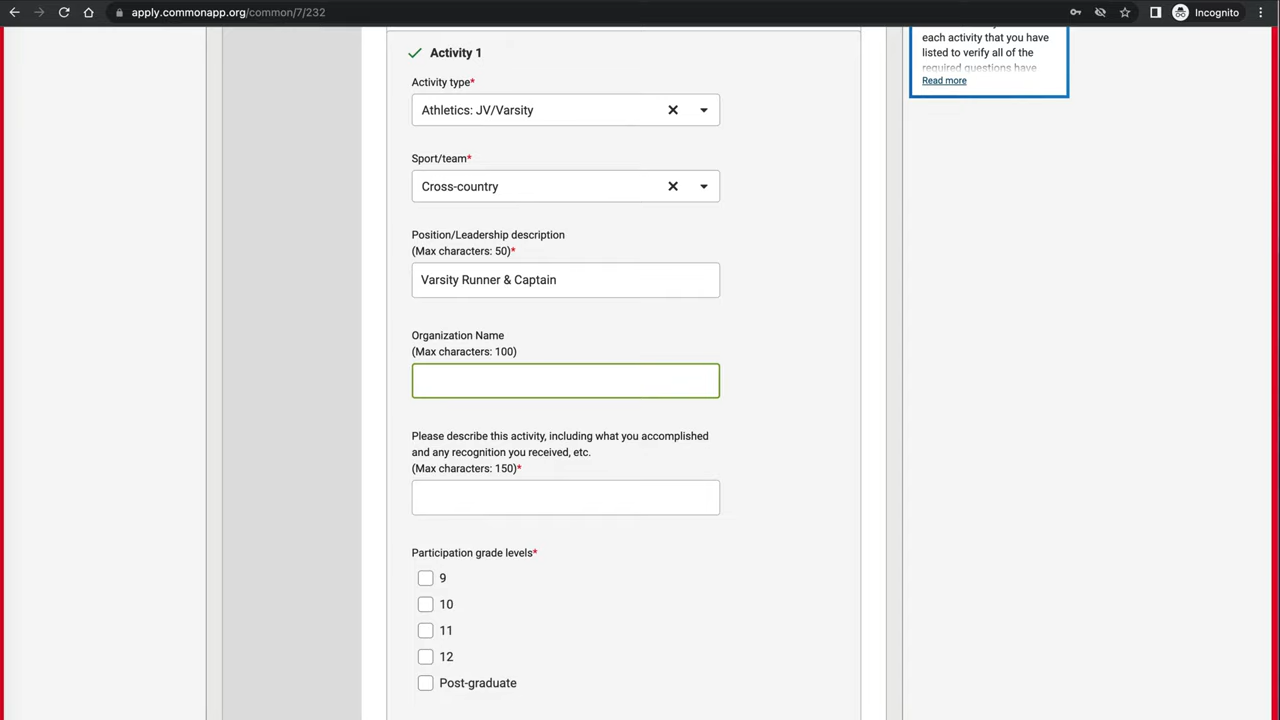 apply.commonapp.org/common/7/232
Incognito
each activity that you have
listed to verify all of the
required questions have
Read more
Activity 1
Activity type*
Athletics: JV/Varsity
Sport/team*
Cross-country
Position/Leadership description
(Max characters: 50)*
Varsity Runner & Captain
Organization Name
(Max characters: 100)
Please describe this activity, including what you accomplished
and any recognition you received, etc.
(Max characters: 150)*
Participation grade levels*
9
10
11
12
Post-graduate